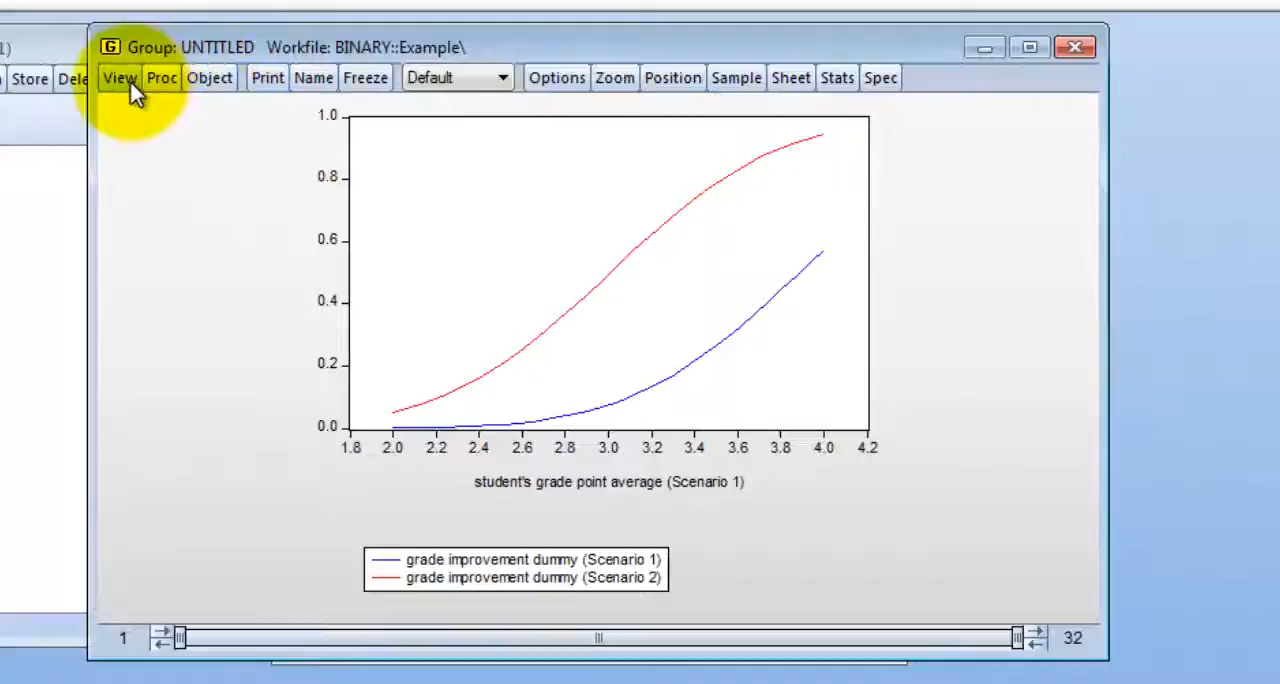 1)
Group: UNTITLED Workfile: BINARY::Example\
Store Dele
View Proc Object Print Name Freeze Default Options Zoom Position Sample Sheet Stats Spec
1.0
0.8
0.6
0.4
0.2
0.0
1.8 2.0 2.2 2.4 2.6 2.8 3.0 3.2 3.4 3.6 3.8 4.0 4.2
student's grade point average (Scenario 1)
grade improvement dummy (Scenario 1)
grade improvement dummy (Scenario 2)
1 32